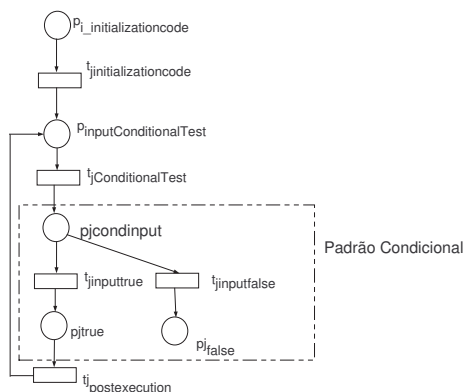 pi_initializationcode
tjinitializationcode
pinputConditionalTest
tjConditionalTest
pjcondinput
Padrão Condicional
tjinputtrue
tjinputfalse
pjtrue
pjfalse
tjpostexecution